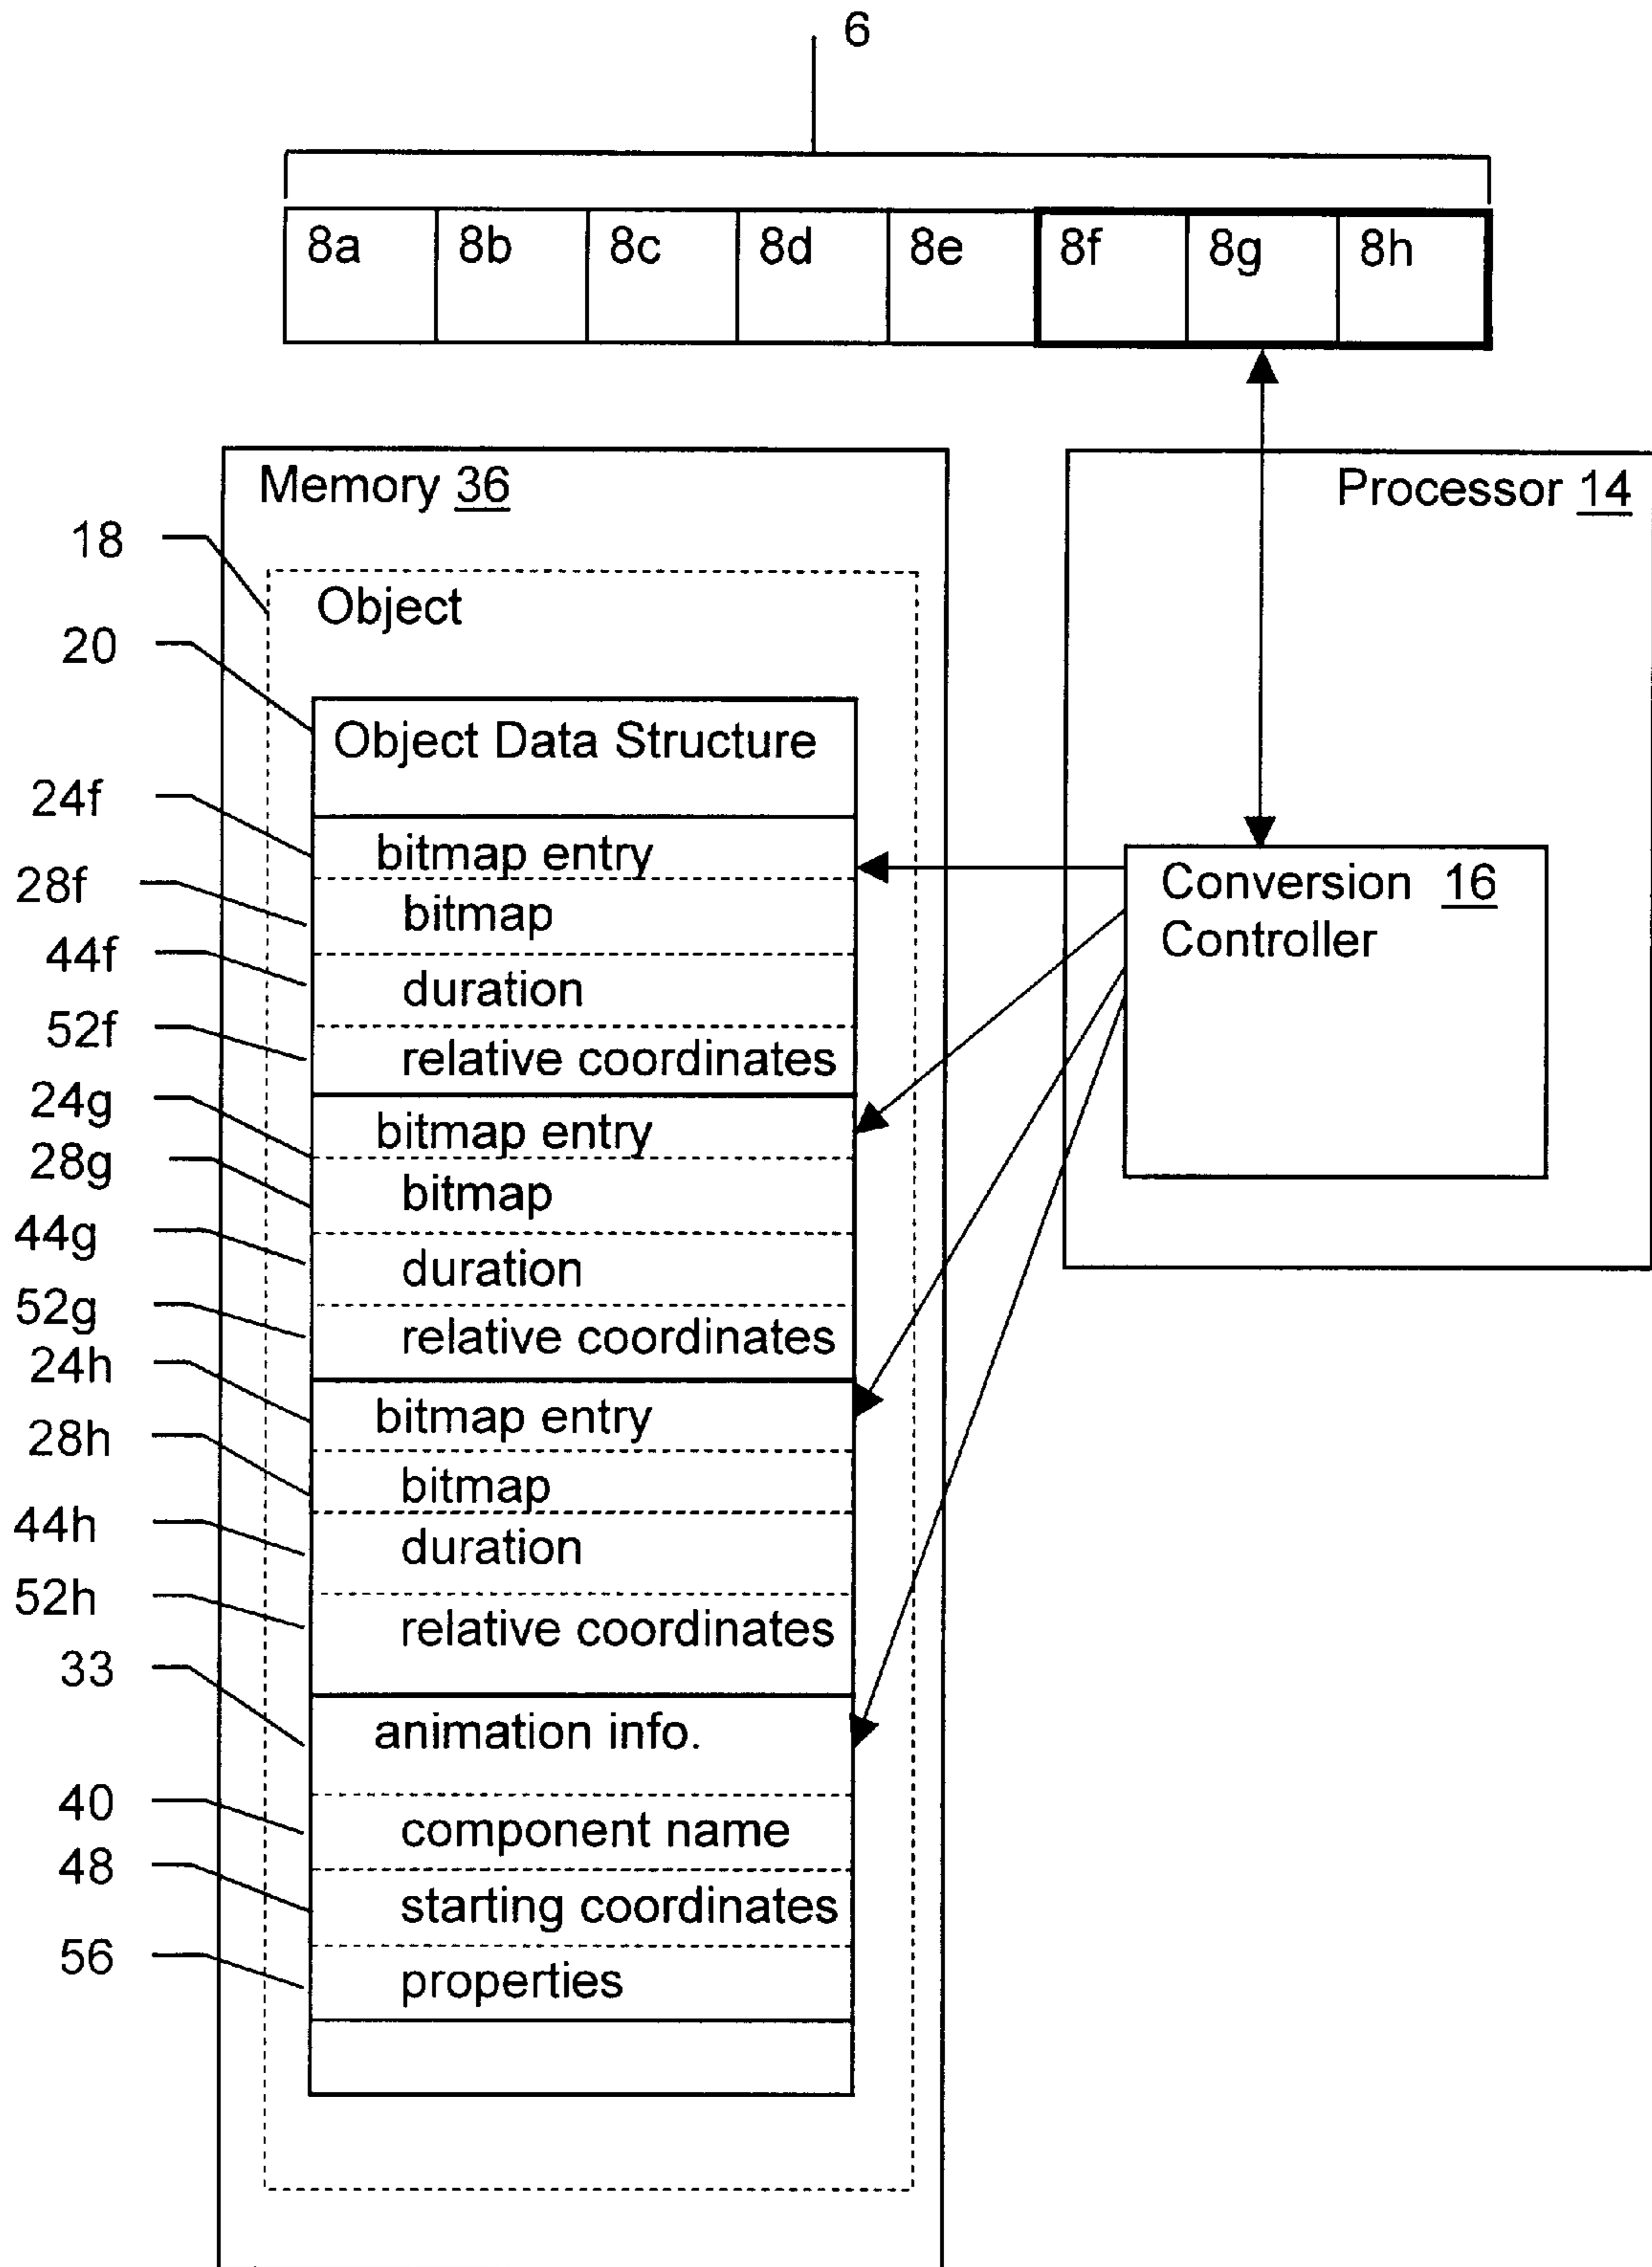 6
8a 8b 8c 8d 8e 8f 8g 8h
Memory 36
Processor 14
18
Object
20
Object Data Structure
24f
bitmap entry
Conversion 16
Controller
28f
bitmap
44f
duration
52f
relative coordinates
24g
bitmap entry
28g
bitmap
44g
duration
52g
relative coordinates
24h
bitmap entry
28h
bitmap
44h
duration
52h
relative coordinates
33
animation info.
40
component name
48
starting coordinates
56
properties